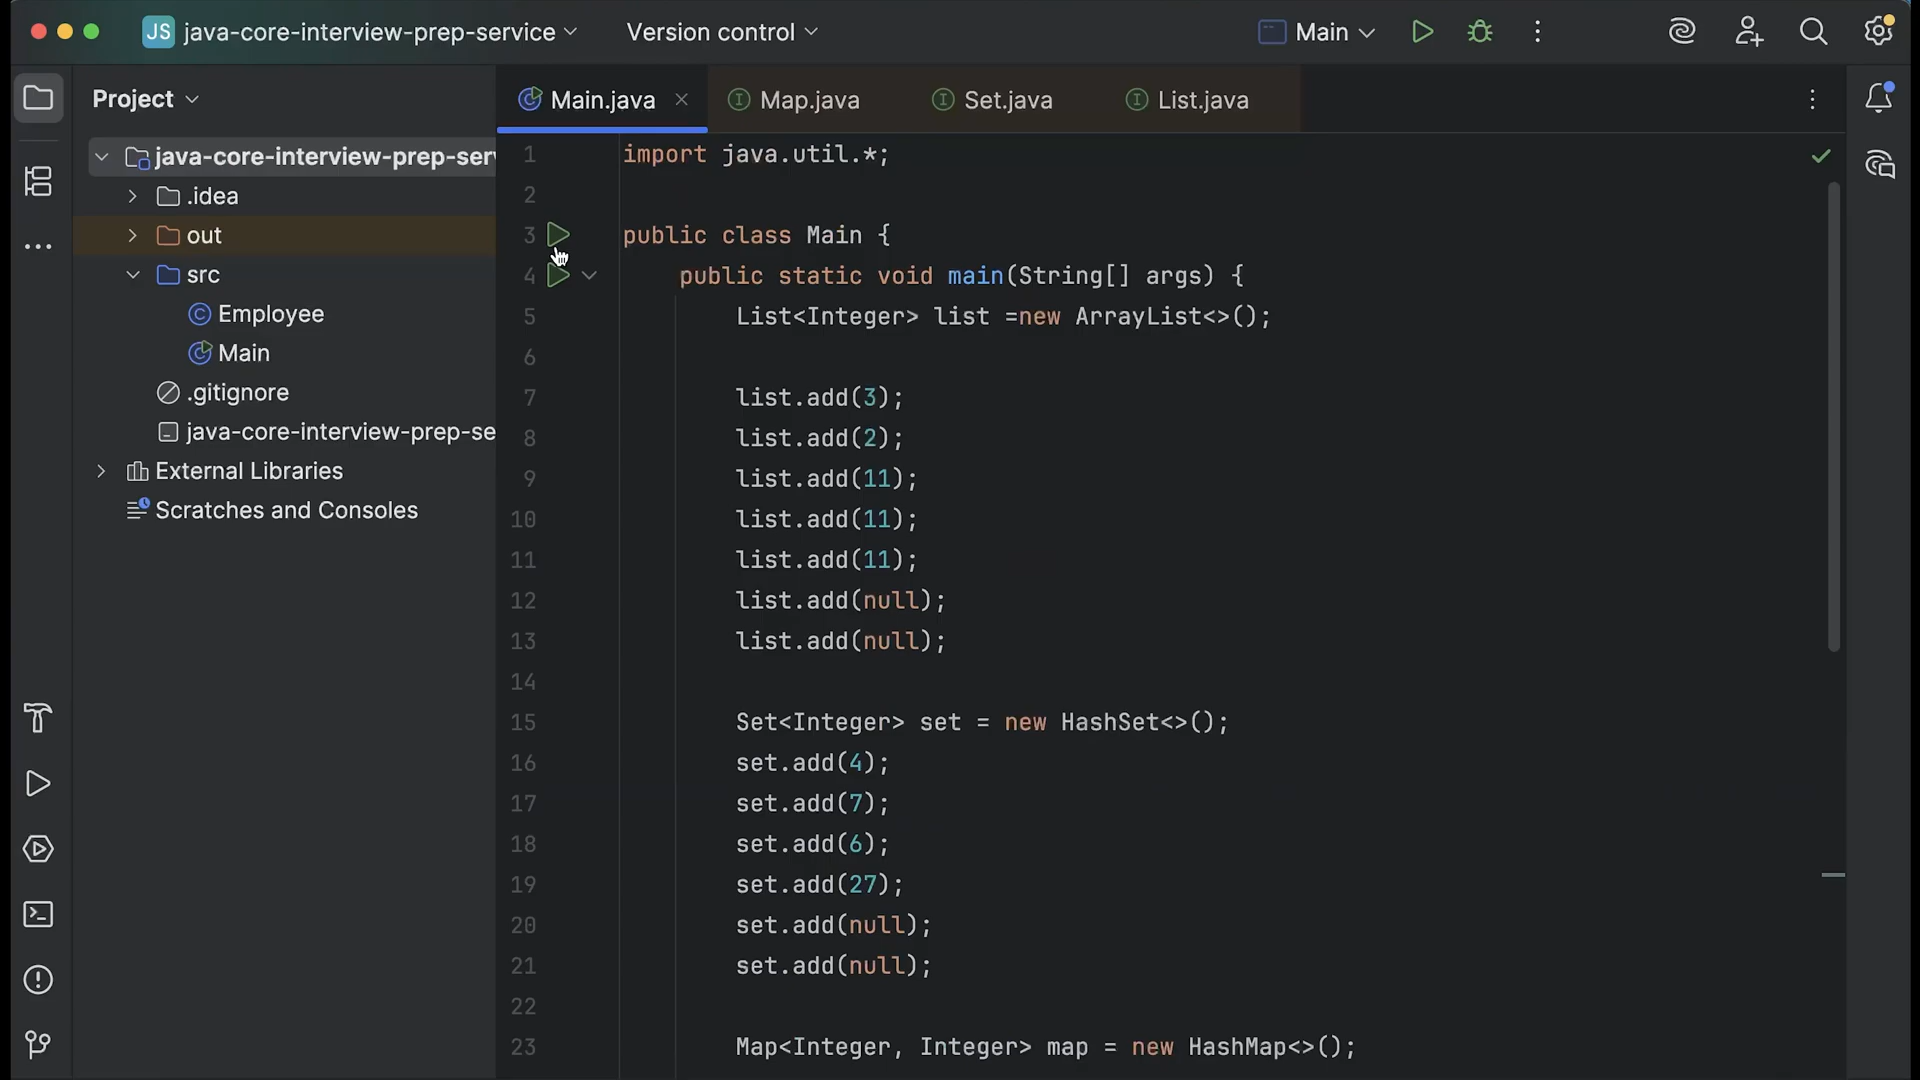 JS java-core-interview-prep-service Version control Main
Project
Main.java Map.java Set.java List.java
java-core-interview-prep-ser
.idea
out
src
Employee
Main
.gitignore
java-core-interview-prep-se
External Libraries
Scratches and Consoles
1 import java.util.*;
2
3 public class Main {
4 public static void main(String[] args) {
5 List<Integer> list =new ArrayList<>();
6
7 list.add(3);
8 list.add(2);
9 list.add(11);
10 list.add(11);
11 list.add(11);
12 list.add(null);
13 list.add(null);
14
15 Set<Integer> set = new HashSet<>();
16 set.add(4);
17 set.add(7);
18 set.add(6);
19 set.add(27);
20 set.add(null);
21 set.add(null);
22
23 Map<Integer, Integer> map = new HashMap<>();